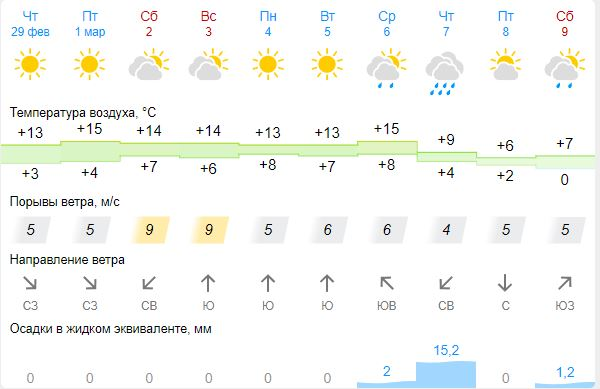 Чт Пт Сб Вс Пн Вт Ср Чт Пт Сб
29 фев 1 мар 2 3 4 5 6 7 8 9
Температура воздуха, °C
+13 +15 +14 +14 +13 +13 +15 +9 +6 +7
+3 +4 +7 +6 +8 +7 +8 +4 +2 0
Порывы ветра, м/с
5 5 9 9 5 6 6 4 5 5
Направление ветра
СЗ СЗ СВ Ю Ю Ю ЮВ СВ С ЮЗ
Осадки в жидком эквиваленте, мм
0 0 0 0 0 0 2 15,2 0 1,2